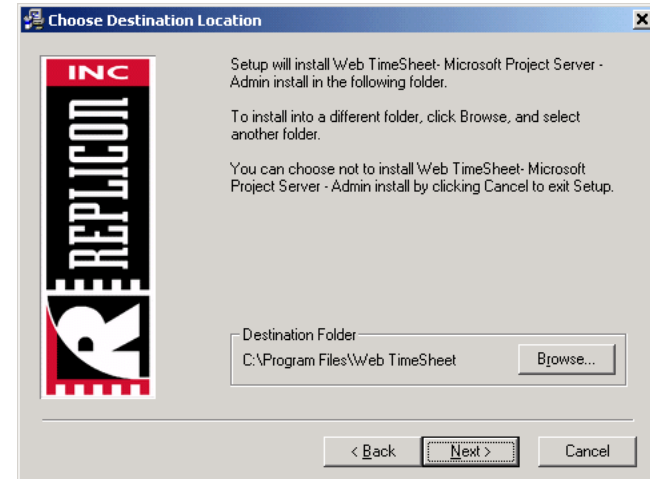 Choose Destination Location
INC
REPLICON
R
Setup will install Web TimeSheet- Microsoft Project Server -
Admin install in the following folder.
To install into a different folder, click Browse, and select
another folder.
You can choose not to install Web TimeSheet- Microsoft
Project Server - Admin install by clicking Cancel to exit Setup.
Destination Folder
C:\Program Files\Web TimeSheet
Browse...
< Back
Next >
Cancel